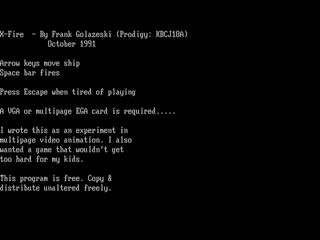 X-Fire - By Frank Golazeski (Prodigy: KBCJ18A)
October 1991
Arrow keys move ship
Space bar fires
Press Escape when tired of playing
A VGA or multipage EGA card is required.....
I wrote this as an experiment in
multipage video animation. I also
wanted a game that wouldn't get
too hard for my kids.
This program is free. Copy &
distribute unaltered freely.